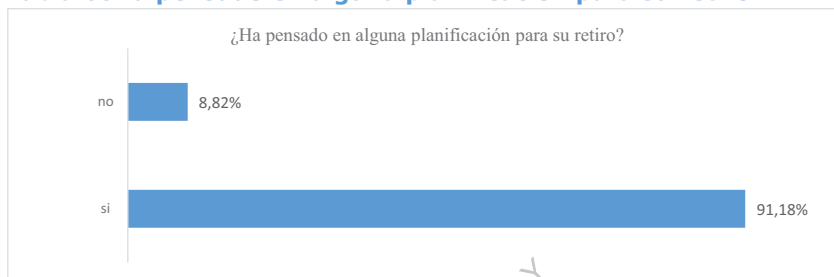 ¿Ha pensado en alguna planificación para su retiro?
no
8,82%
si
91,18%